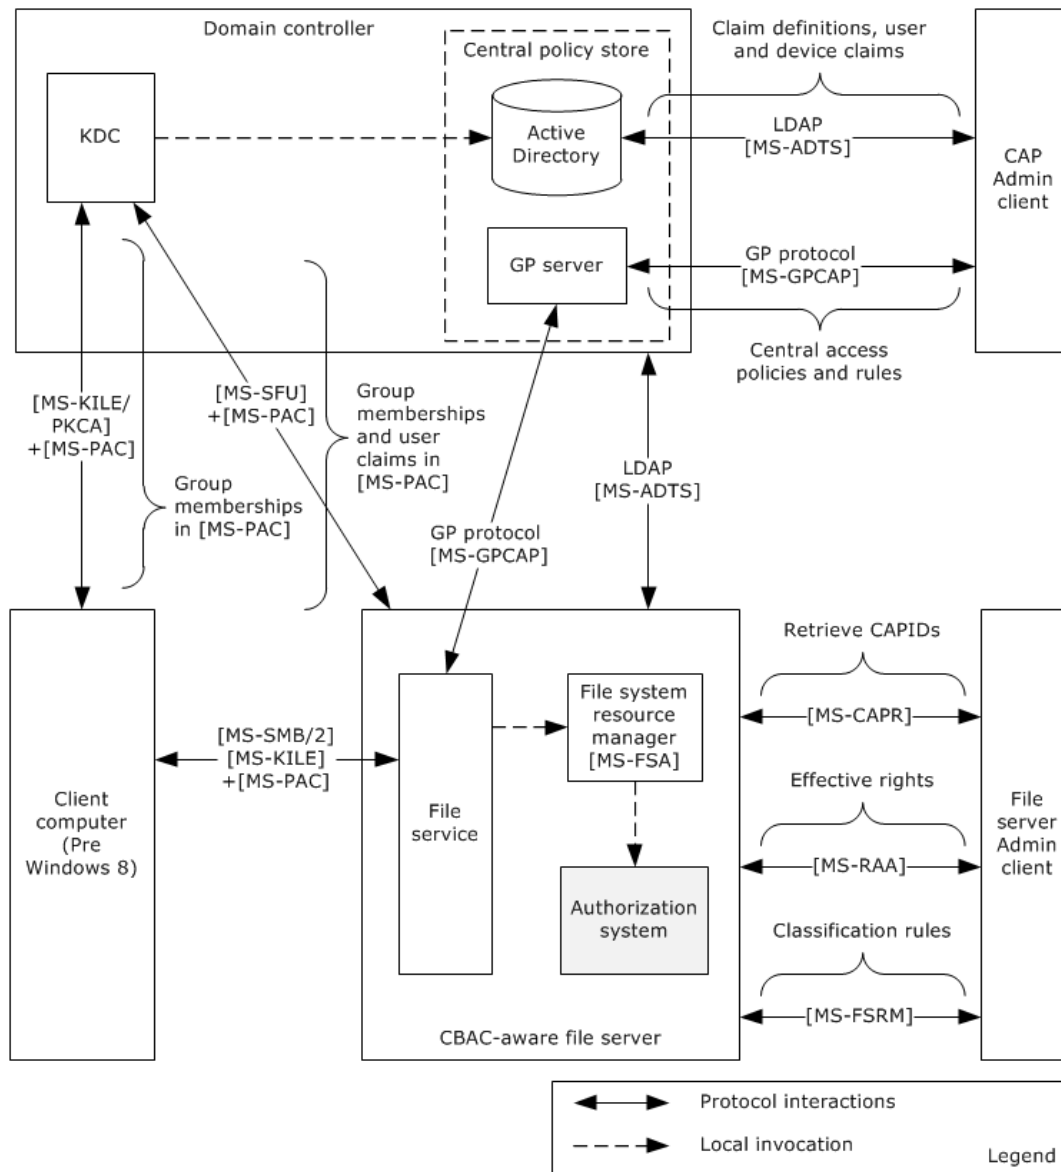 Domain controller
Central policy store
KDC
Active
Directory
GP server
Claim definitions, user
and device claims
LDAP
[MS-ADTS]
GP protocol
[MS-GPCAP]
Central access
policies and rules
CAP
Admin
client
[MS-KILE/
PKCA]
+[MS-PAC]
Group
memberships
in [MS-PAC]
[MS-SFU]
+[MS-PAC]
Group
memberships
and user
claims in
[MS-PAC]
GP protocol
[MS-GPCAP]
LDAP
[MS-ADTS]
Client
computer
(Pre
Windows 8)
[MS-SMB/2]
[MS-KILE]
+[MS-PAC]
File
service
File system
resource
manager
[MS-FSA]
Authorization
system
CBAC-aware file server
Retrieve CAPIDs
[MS-CAPR]
Effective rights
[MS-RAA]
Classification rules
[MS-FSRM]
File
server
Admin
client
Protocol interactions
Local invocation
Legend